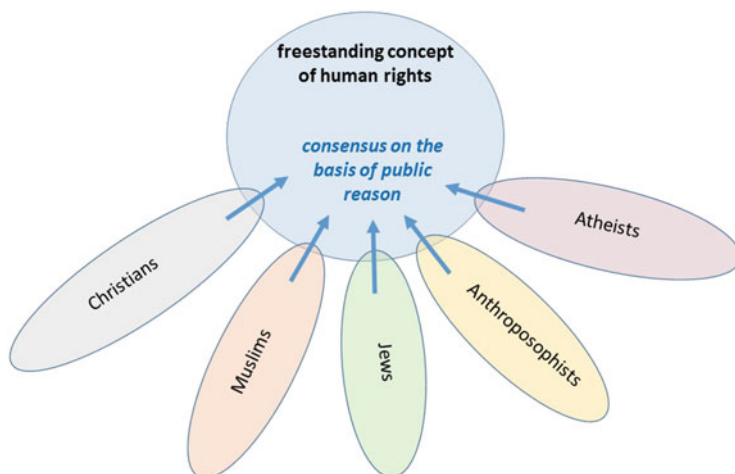 freestanding concept
of human rights
consensus on the
basis of public
reason
Christians
Muslims
Jews
Anthroposophists
Atheists